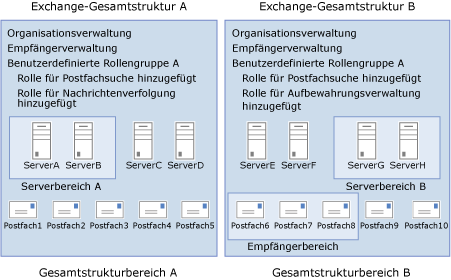 Exchange-Gesamtstruktur A
Organisationsverwaltung
Empfängerverwaltung
Benutzerdefinierte Rollengruppe A
Rolle für Postfachsuche hinzugefügt
Rolle für Nachrichtenverfolgung
hinzugefügt
ServerA
ServerB
ServerC
ServerD
Serverbereich A
Postfach1
Postfach2
Postfach3
Postfach4
Postfach5
Gesamtstrukturbereich A
Exchange-Gesamtstruktur B
Organisationsverwaltung
Empfängerverwaltung
Benutzerdefinierte Rollengruppe A
Rolle für Postfachsuche hinzugefügt
Rolle für Aufbewahrungsverwaltung
hinzugefügt
ServerE
ServerF
ServerG
ServerH
Serverbereich B
Postfach6
Postfach7
Postfach8
Postfach9
Postfach10
Empfängerbereich
Gesamtstrukturbereich B